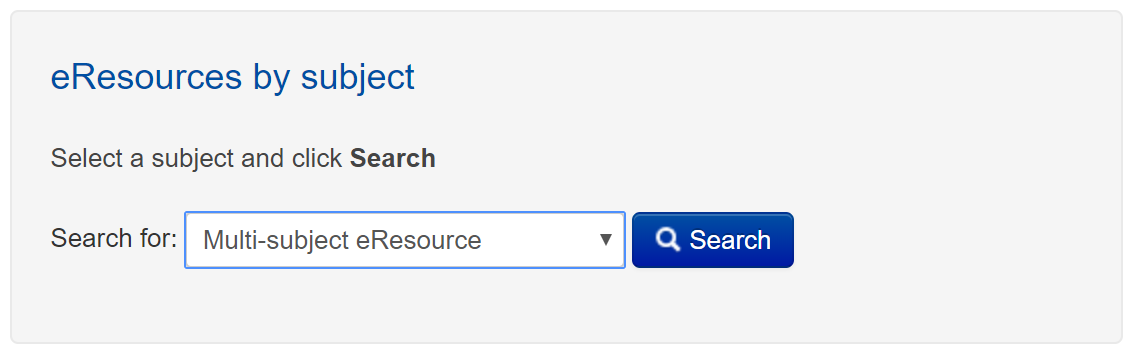 eResources by subject
Select a subject and click Search
Search for: Multi-subject eResource Search